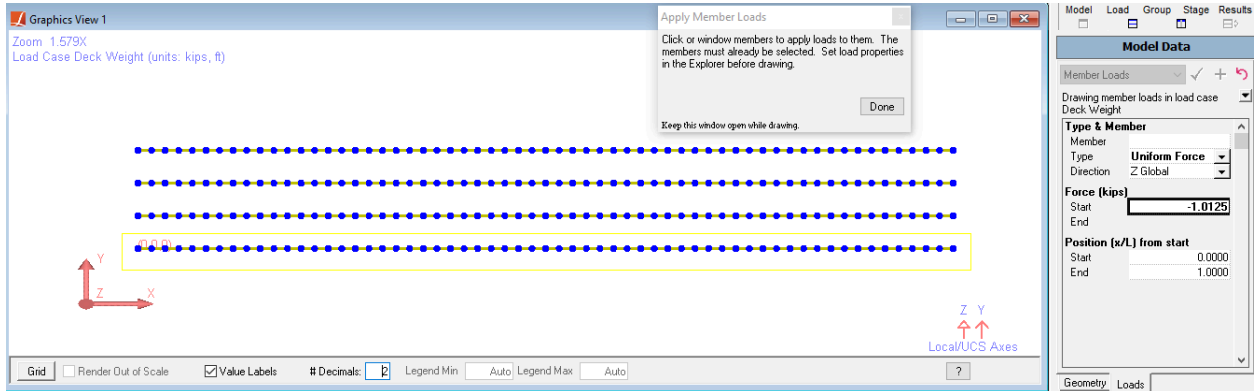 Graphics View 1
Zoom 1.579X
Load Case Deck Weight (units: kips, ft)
Apply Member Loads
Click or window members to apply loads to them. The
members must already be selected. Set load properties
in the Explorer before drawing.
Done
Keep this window open while drawing.
(0,0,0)
Y
Z
X
Z Y
Local/UCS Axes
Grid Render Out of Scale Value Labels # Decimals: 2 Legend Min Auto Legend Max Auto ?
Model Load Group Stage Results
Model Data
Member Loads
Drawing member loads in load case
Deck Weight
Type & Member
Member
Type Uniform Force
Direction Z Global
Force (kips)
Start -1.0125
End
Position (x/L) from start
Start 0.0000
End 1.0000
Geometry Loads